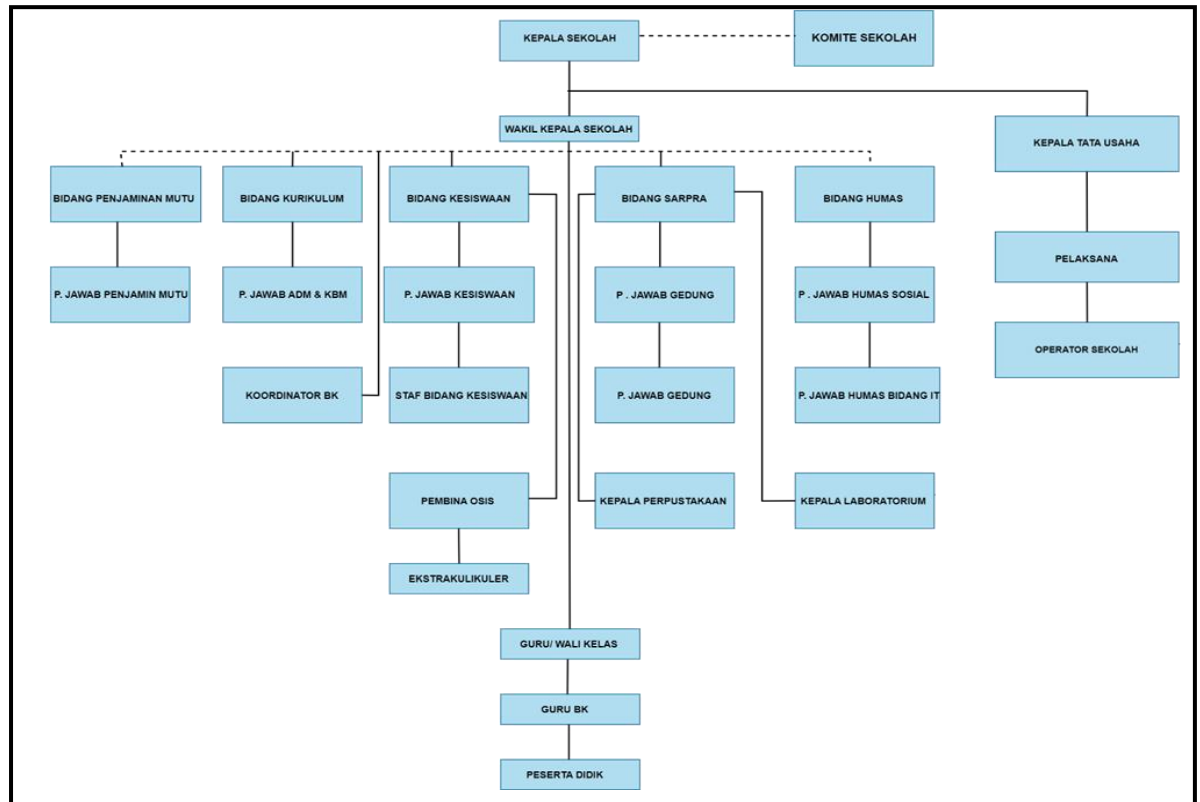 KEPALA SEKOLAH
KOMITE SEKOLAH
WAKIL KEPALA SEKOLAH
KEPALA TATA USAHA
BIDANG PENJAMINAN MUTU
BIDANG KURIKULUM
BIDANG KESISWAAN
BIDANG SARPRA
BIDANG HUMAS
PELAKSANA
P. JAWAB PENJAMIN MUTU
P. JAWAB ADM & KBM
P. JAWAB KESISWAAN
P . JAWAB GEDUNG
P . JAWAB HUMAS SOSIAL
OPERATOR SEKOLAH
KOORDINATOR BK
STAF BIDANG KESISWAAN
P. JAWAB GEDUNG
P. JAWAB HUMAS BIDANG IT
PEMBINA OSIS
KEPALA PERPUSTAKAAN
KEPALA LABORATORIUM
EKSTRAKULIKULER
GURU/ WALI KELAS
GURU BK
PESERTA DIDIK